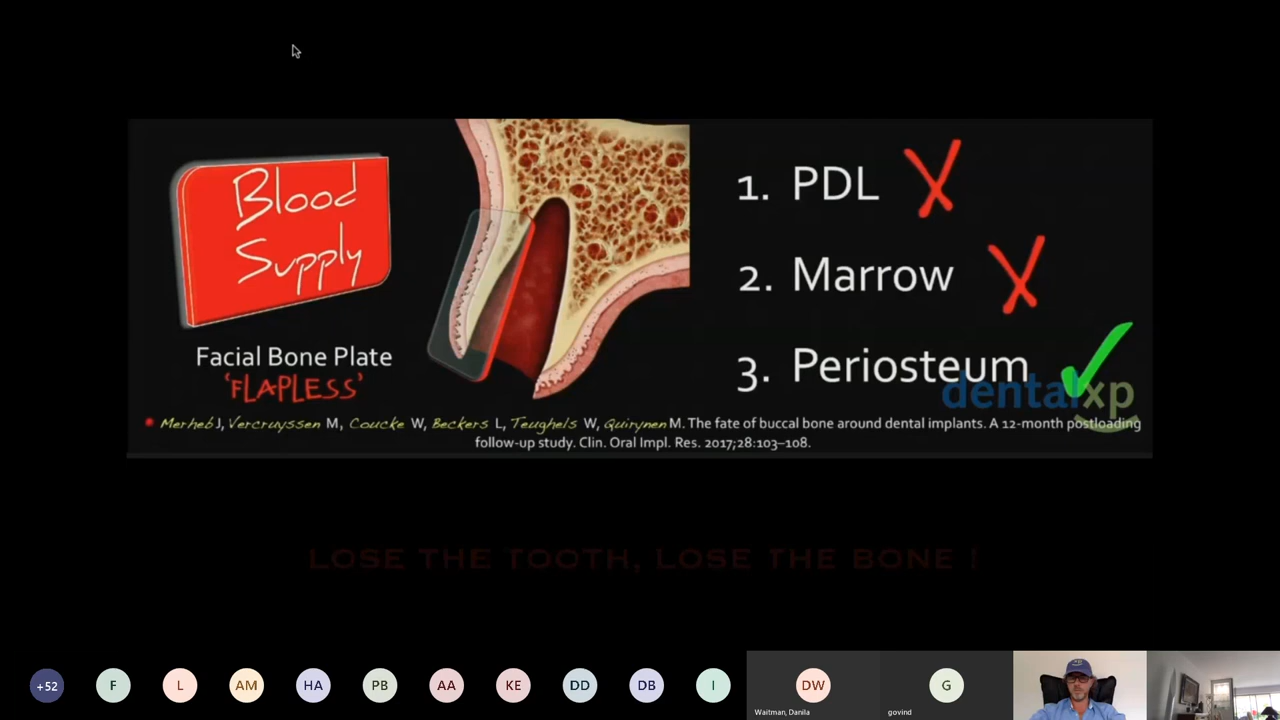 Blood
Supply
Facial Bone Plate
'FLAPLESS'
1. PDL X
2. Marrow X
3. Periosteum
dentalxp
Merheb J, Vercruyssen M, Coucke W, Beckers L, Teughels W, Quirynen M. The fate of buccal bone around dental implants. A 12-month postloading
follow-up study. Clin. Oral Impl. Res. 2017;28:103–108.
LOSE THE TOOTH, LOSE THE BONE !
+52 F L AM HA PB AA KE DD DB I DW G
Waitman, Danila govind